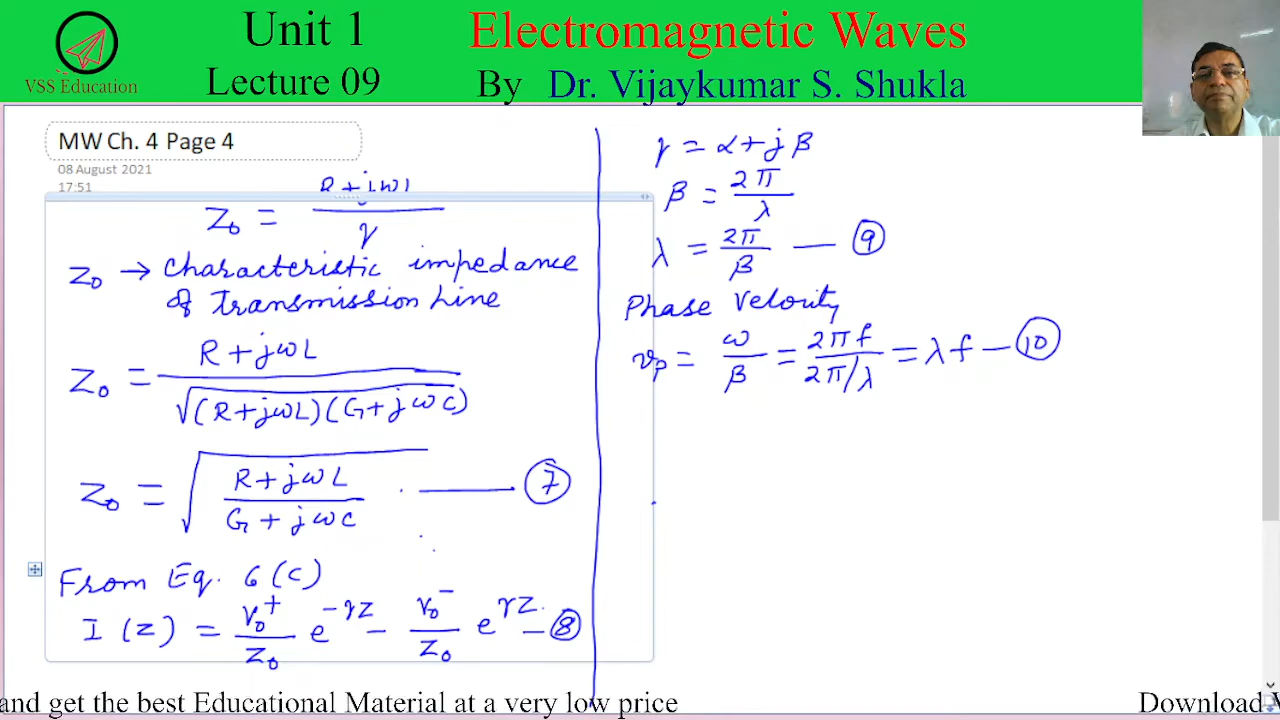 Unit 1
Electromagnetic Waves
VSS Education
Lecture 09
By Dr. Vijaykumar S. Shukla
MW Ch. 4 Page 4
08 August 2021
17:51
Z₀ = (R+jωL)/γ
Z₀ → Characteristic impedance
of Transmission Line
Z₀ = (R+jωL)/√((R+jωL)(G+jωC))
Z₀ = √((R+jωL)/(G+jωC)) — ⑦
From Eq. 6(C)
I(z) = V₀⁺/Z₀ e^(-γz) - V₀⁻/Z₀ e^(γz) — ⑧
γ = α+jβ
β = 2π/λ
λ = 2π/β — ⑨
Phase Velocity
vₚ = ω/β = 2πf/(2π/λ) = λf — ⑩
and get the best Educational Material at a very low price
Download